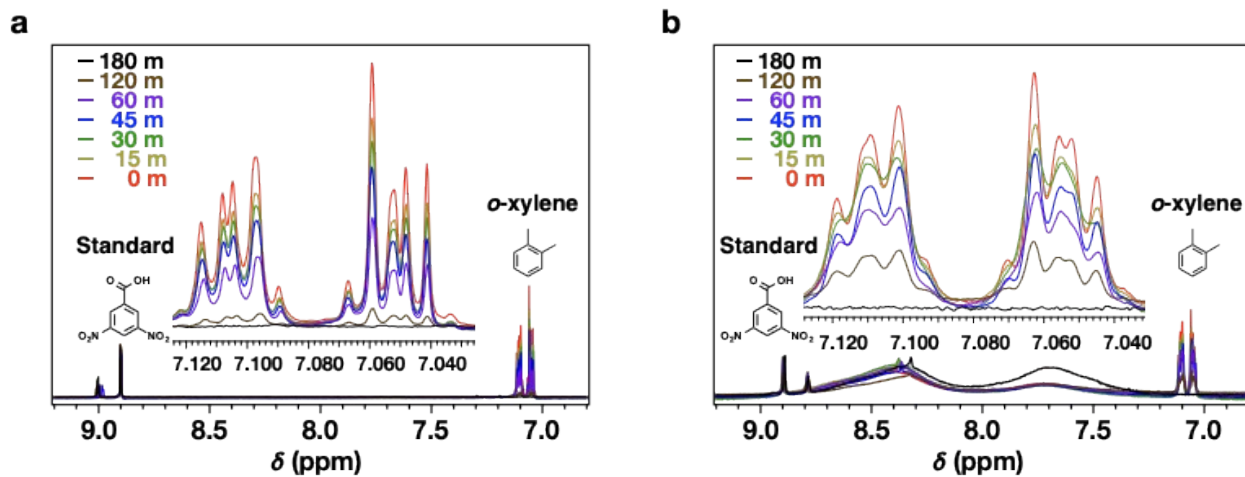 a
180 m
120 m
60 m
45 m
30 m
15 m
0 m
Standard
O
OH
O₂N
NO₂
o-xylene
7.120 7.100 7.080 7.060 7.040
9.0 8.5 8.0 7.5 7.0
δ (ppm)
b
180 m
120 m
60 m
45 m
30 m
15 m
0 m
Standard
O
OH
O₂N
NO₂
o-xylene
7.120 7.100 7.080 7.060 7.040
9.0 8.5 8.0 7.5 7.0
δ (ppm)